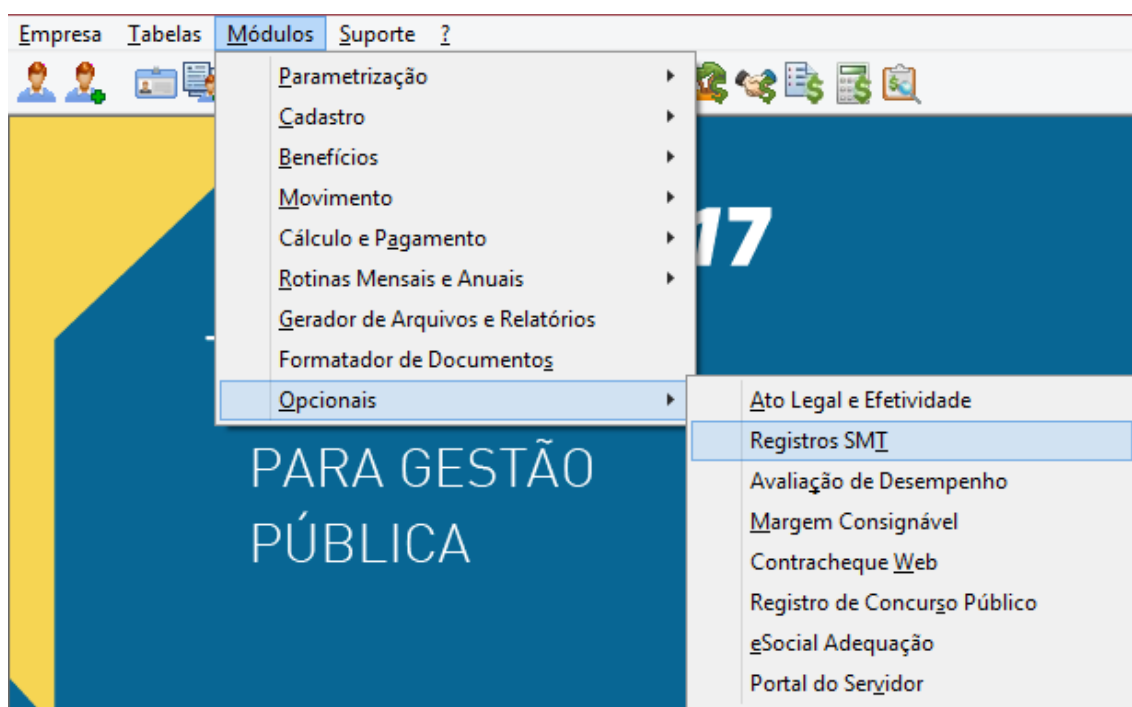 Empresa Tabelas Módulos Suporte ?
Parametrização
Cadastro
Benefícios
Movimento
Cálculo e Pagamento
Rotinas Mensais e Anuais
Gerador de Arquivos e Relatórios
Formatador de Documentos
Opcionais
17
Ato Legal e Efetividade
Registros SMT
Avaliação de Desempenho
Margem Consignável
Contracheque Web
Registro de Concurso Público
eSocial Adequação
Portal do Servidor
PARA GESTÃO
PÚBLICA